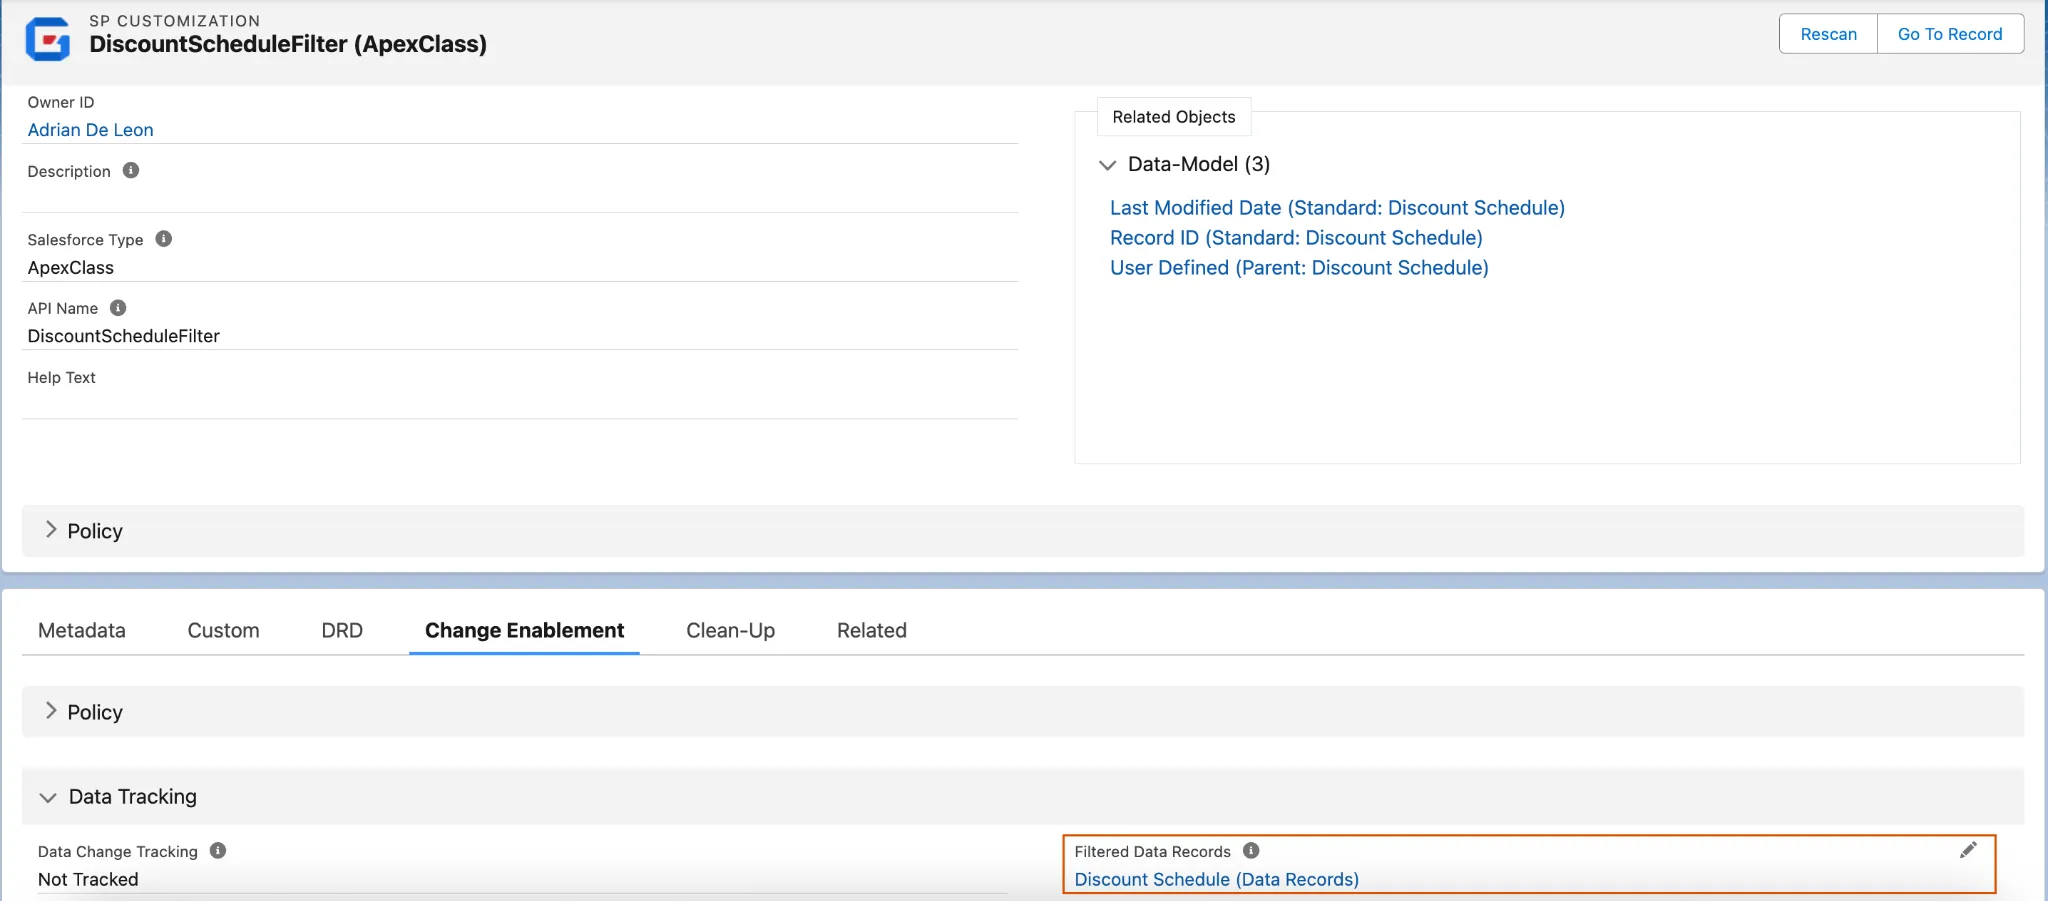 SP CUSTOMIZATION
DiscountScheduleFilter (ApexClass)
Rescan
Go To Record
Owner ID
Adrian De Leon
Description
Salesforce Type
ApexClass
API Name
DiscountScheduleFilter
Help Text
Related Objects
Data-Model (3)
Last Modified Date (Standard: Discount Schedule)
Record ID (Standard: Discount Schedule)
User Defined (Parent: Discount Schedule)
Policy
Metadata
Custom
DRD
Change Enablement
Clean-Up
Related
Policy
Data Tracking
Data Change Tracking
Not Tracked
Filtered Data Records
Discount Schedule (Data Records)